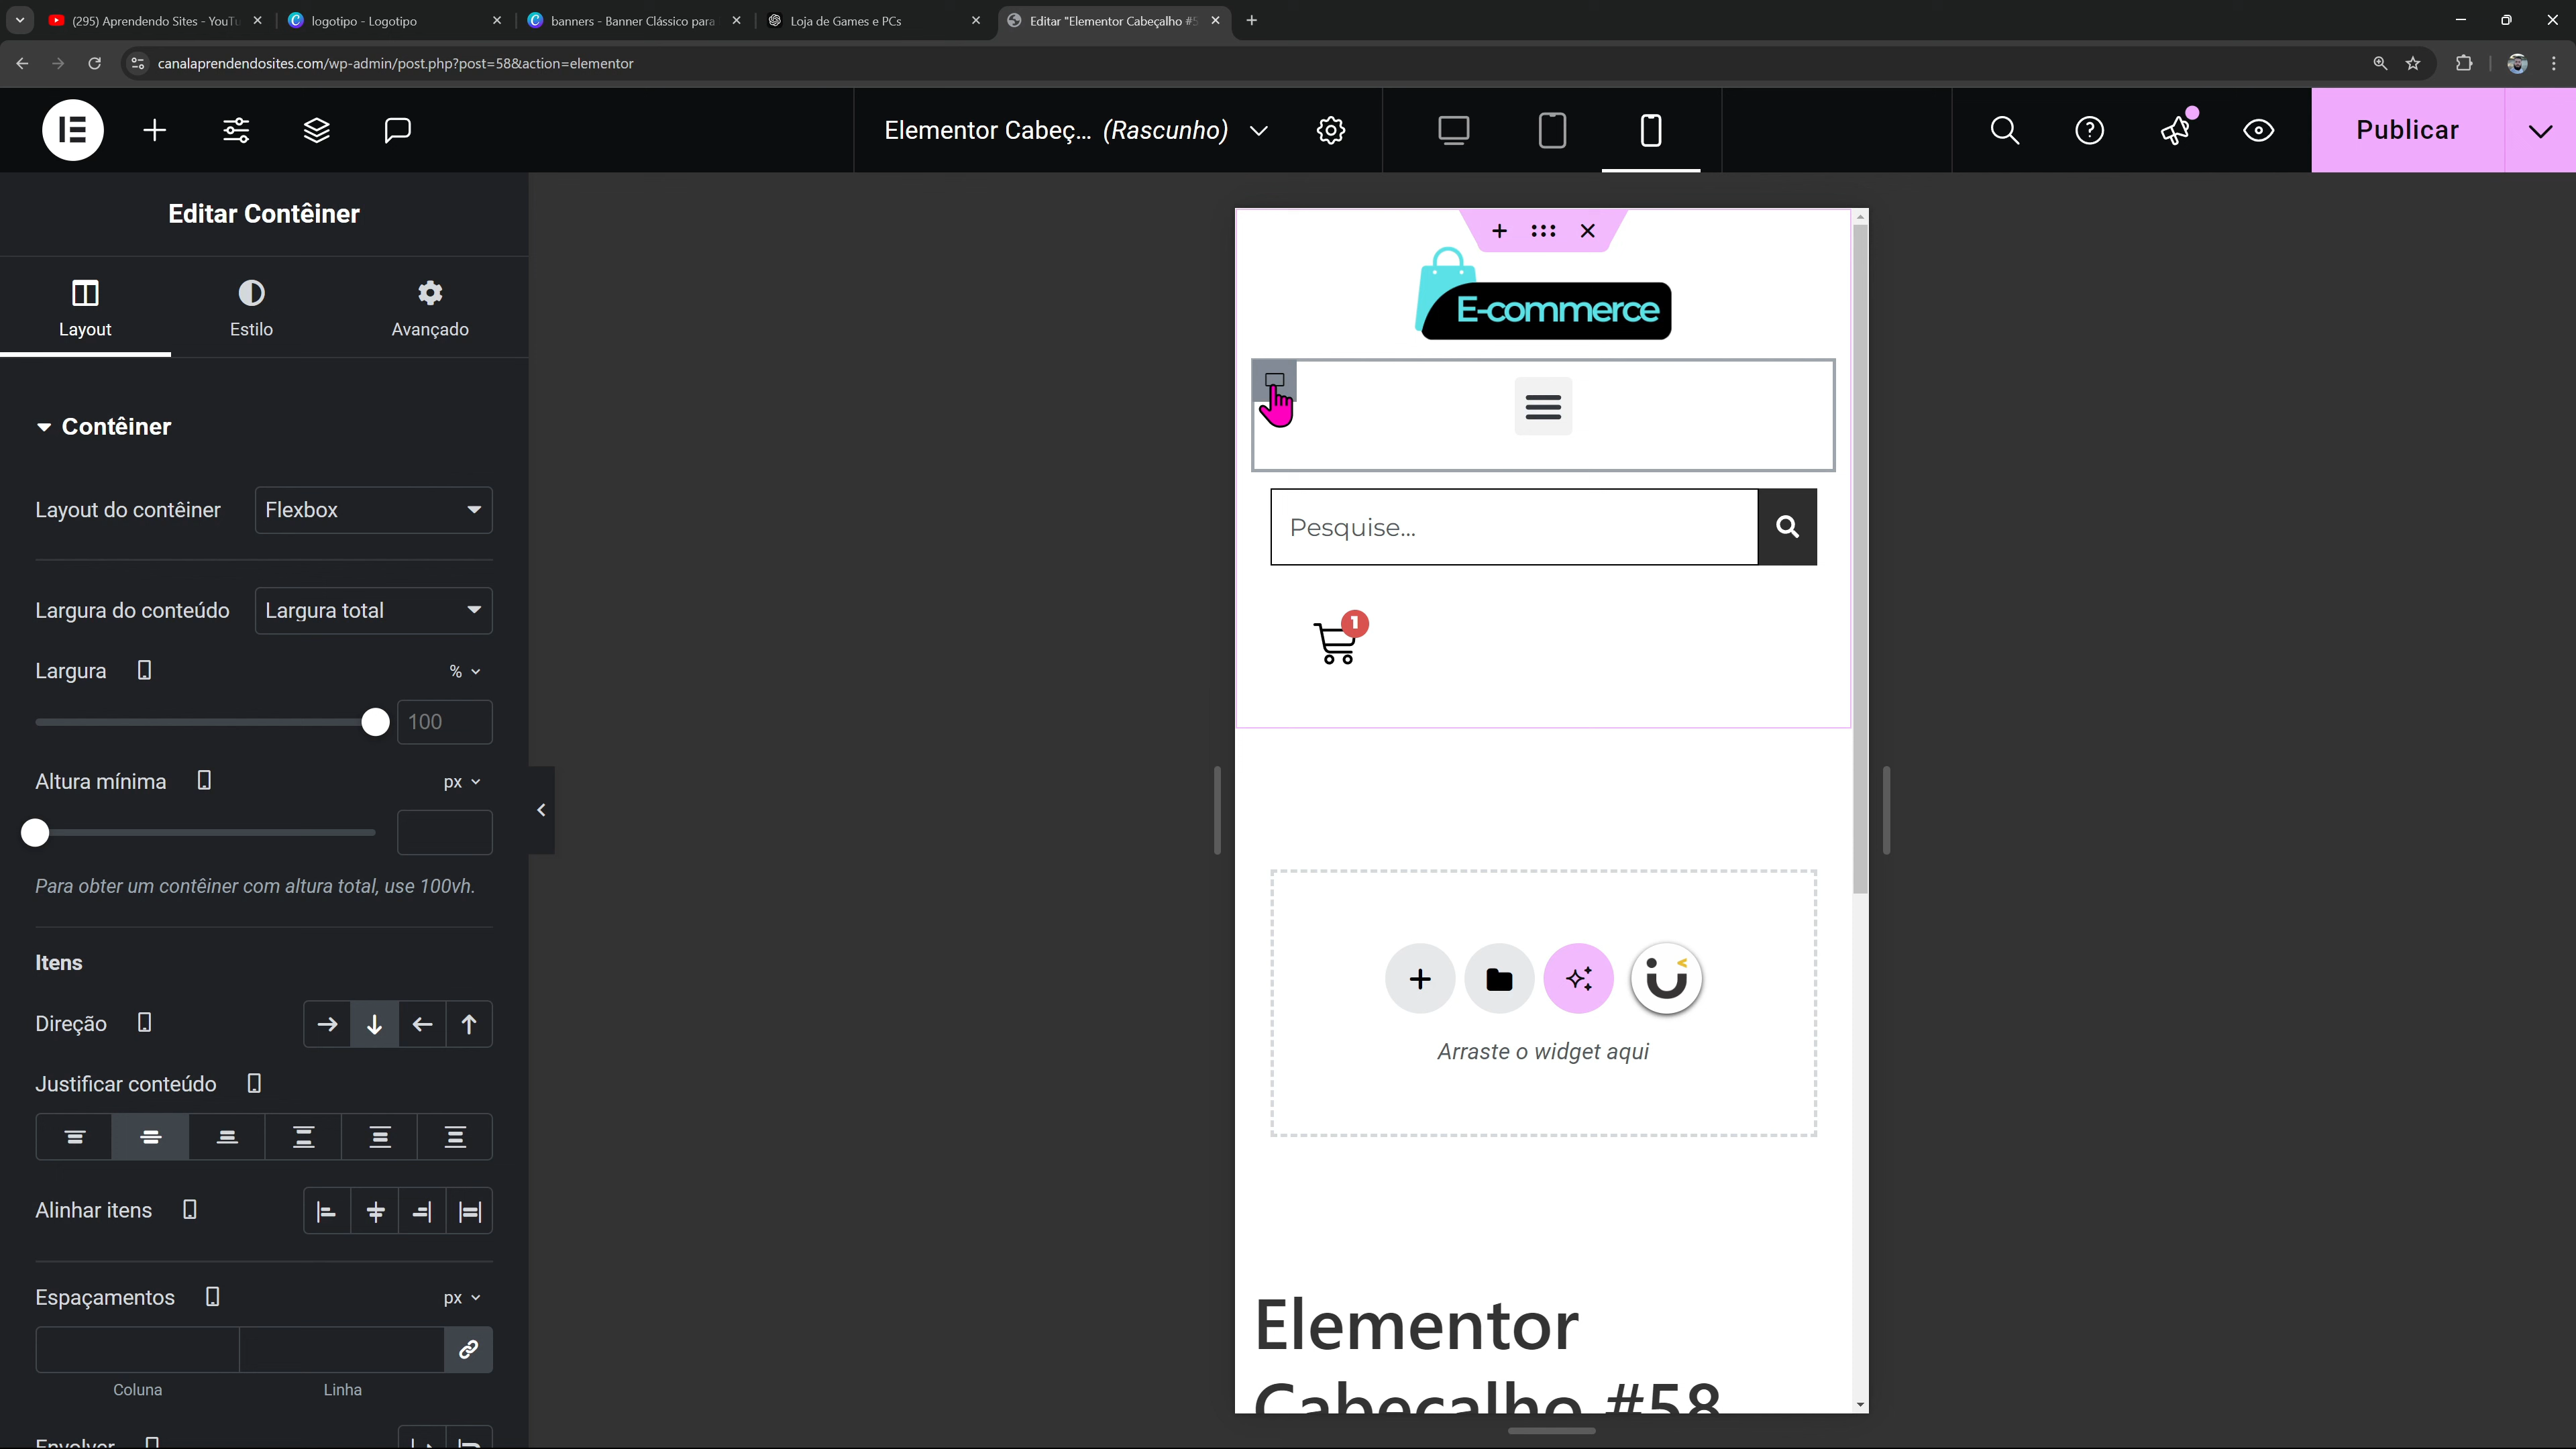 (295) Aprendendo Sites - YouTu
logotipo - Logotipo
banners - Banner Clássico para
Loja de Games e PCs
Editar "Elementor Cabeçalho #5
canalaprendendosites.com/wp-admin/post.php?post=58&action=elementor
Elementor Cabeç... (Rascunho)
Publicar
Editar Contêiner
Layout
Estilo
Avançado
Contêiner
Layout do contêiner
Flexbox
Largura do conteúdo
Largura total
Largura
%
100
Altura mínima
px
Para obter um contêiner com altura total, use 100vh.
Itens
Direção
Justificar conteúdo
Alinhar itens
Espaçamentos
px
Coluna
Linha
Envolver
E-commerce
Pesquise...
1
Arraste o widget aqui
Elementor
Cabeçalho #58